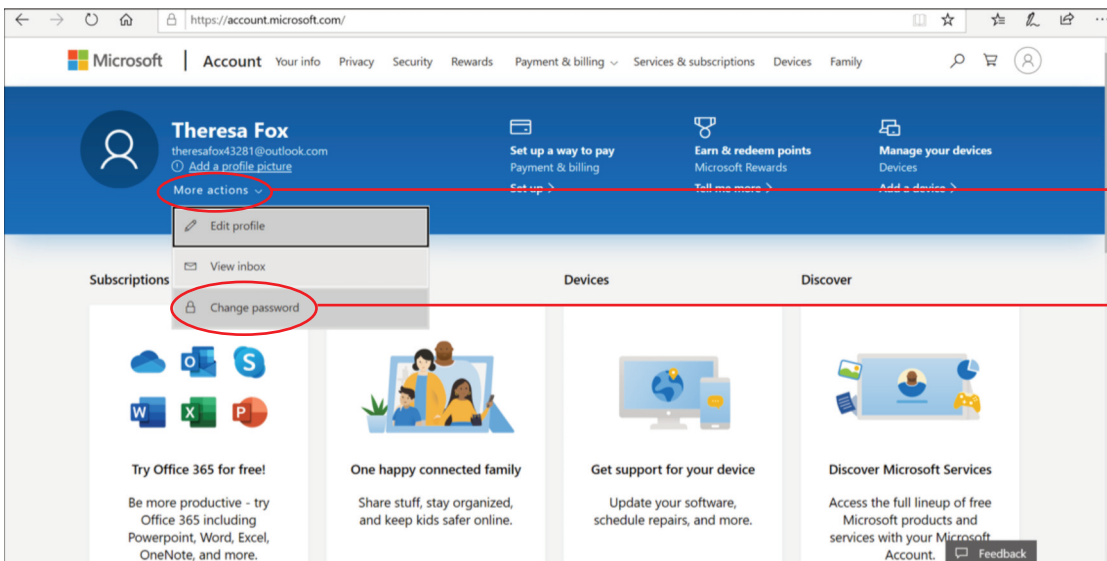 https://account.microsoft.com/
Microsoft Account Your info Privacy Security Rewards Payment & billing Services & subscriptions Devices Family
Theresa Fox
theresafox43281@outlook.com
Add a profile picture
More actions
Set up a way to pay
Payment & billing
Set up >
Earn & redeem points
Microsoft Rewards
Tell me more >
Manage your devices
Devices
Add a device >
Edit profile
View inbox
Change password
Subscriptions
Devices
Discover
Try Office 365 for free!
Be more productive - try
Office 365 including
Powerpoint, Word, Excel,
OneNote, and more.
One happy connected family
Share stuff, stay organized,
and keep kids safer online.
Get support for your device
Update your software,
schedule repairs, and more.
Discover Microsoft Services
Access the full lineup of free
Microsoft products and
services with your Microsoft
Account.
Feedback